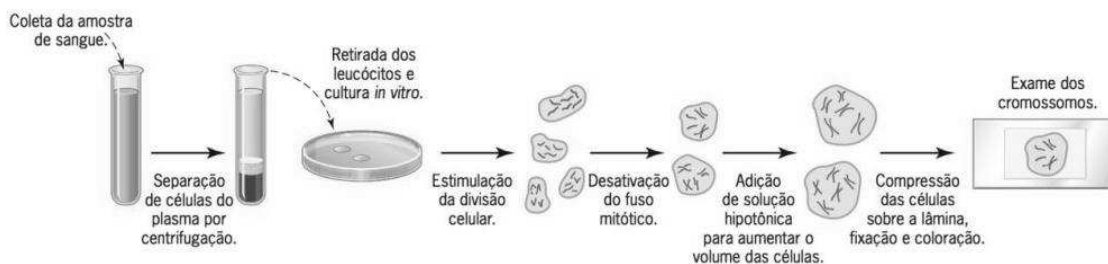 Coleta da amostra
de sangue.
Separação
de células do
plasma por
centrifugação.
Retirada dos
leucócitos e
cultura in vitro.
Estimulação
da divisão
celular.
Desativação
do fuso
mitótico.
Adição
de solução
hipotônica
para aumentar o
volume das células.
Compressão
das células
sobre a lâmina,
fixação e coloração.
Exame dos
cromossomos.